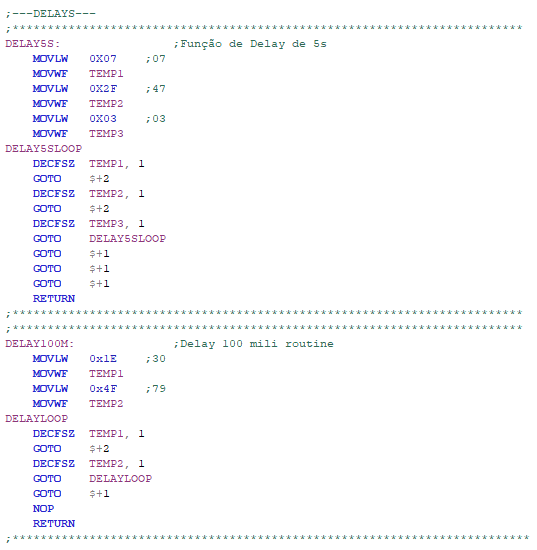 ;---DELAYS---
;*************************************************************************
DELAY5S:                ;Função de Delay de 5s
    MOVLW   0X07    ;07
    MOVWF   TEMP1
    MOVLW   0X2F    ;47
    MOVWF   TEMP2
    MOVLW   0X03    ;03
    MOVWF   TEMP3
DELAY5SLOOP
    DECFSZ  TEMP1, 1
    GOTO    $+2
    DECFSZ  TEMP2, 1
    GOTO    $+2
    DECFSZ  TEMP3, 1
    GOTO    DELAY5SLOOP
    GOTO    $+1
    GOTO    $+1
    GOTO    $+1
    RETURN
;*************************************************************************
;*************************************************************************
DELAY100M:              ;Delay 100 mili routine
    MOVLW   0x1E    ;30
    MOVWF   TEMP1
    MOVLW   0x4F    ;79
    MOVWF   TEMP2
DELAYLOOP
    DECFSZ  TEMP1, 1
    GOTO    $+2
    DECFSZ  TEMP2, 1
    GOTO    DELAYLOOP
    GOTO    $+1
    NOP
    RETURN
;**************************************************************************